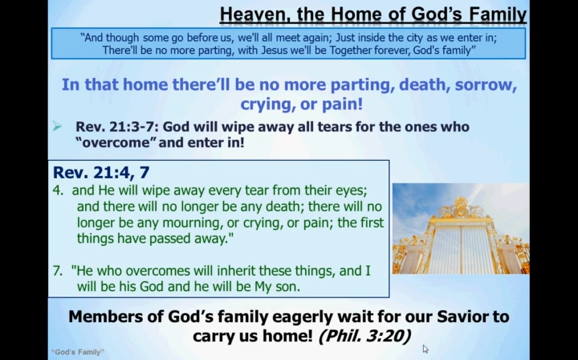 Heaven, the Home of God's Family
"And though some go before us, we'll all meet again; Just inside the city as we enter in;
There'll be no more parting, with Jesus we'll be Together forever, God's family"
In that home there'll be no more parting, death, sorrow,
crying, or pain!
Rev. 21:3-7: God will wipe away all tears for the ones who
"overcome" and enter in!
Rev. 21:4, 7
4. and He will wipe away every tear from their eyes;
and there will no longer be any death; there will no
longer be any mourning, or crying, or pain; the first
things have passed away."
7. "He who overcomes will inherit these things, and I
will be his God and he will be My son.
Members of God's family eagerly wait for our Savior to
carry us home! (Phil. 3:20)
"God's Family"